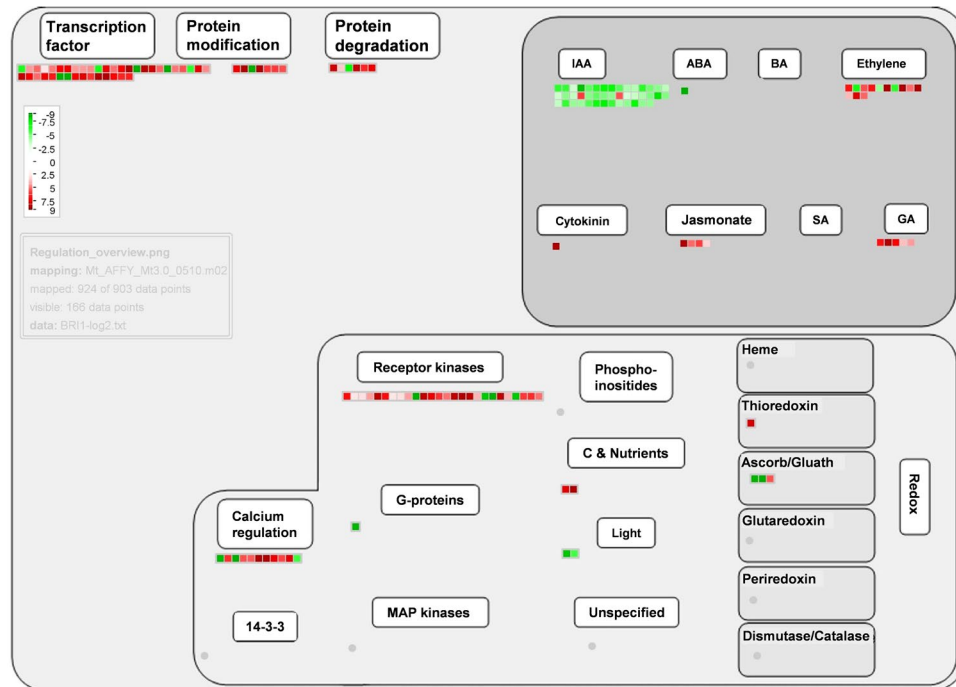 Transcription
factor
Protein
modification
Protein
degradation
IAA
ABA
BA
Ethylene
-9
-7.5
-5
-2.5
0
2.5
5
7.5
9
Cytokinin
Jasmonate
SA
GA
Regulation_overview.png
mapping: Mt_AFFY_Mt3.0_0510.m02
mapped: 924 of 903 data points
visible: 166 data points
data: BRI1-log2.txt
Receptor kinases
Phospho-
inositides
Heme
Thioredoxin
C & Nutrients
Ascorb/Gluath
Redox
G-proteins
Calcium
regulation
Light
Glutaredoxin
Periredoxin
14-3-3
MAP kinases
Unspecified
Dismutase/Catalase